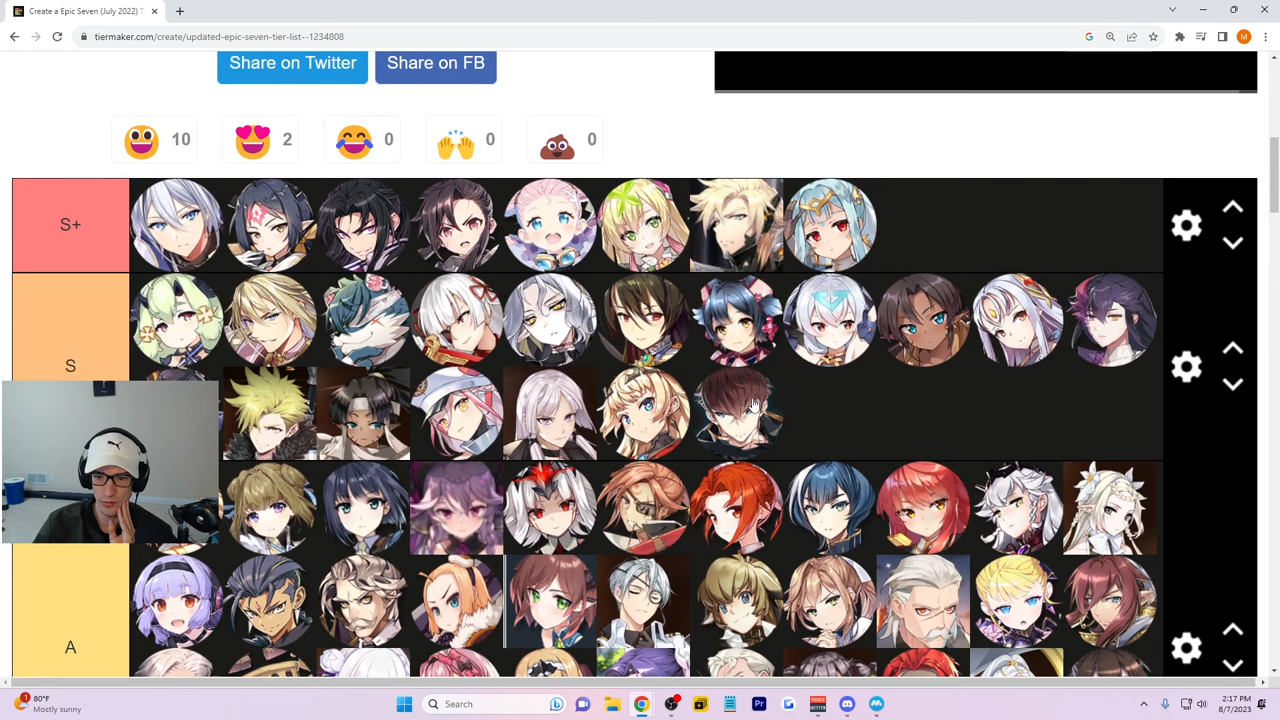 Create a Epic Seven (July 2022) T
tiermaker.com/create/updated-epic-seven-tier-list--1234808
M
Share on Twitter
Share on FB
10
2
0
0
0
S+
S
A
80°F
Mostly sunny
Search
2:17 PM
8/7/2023